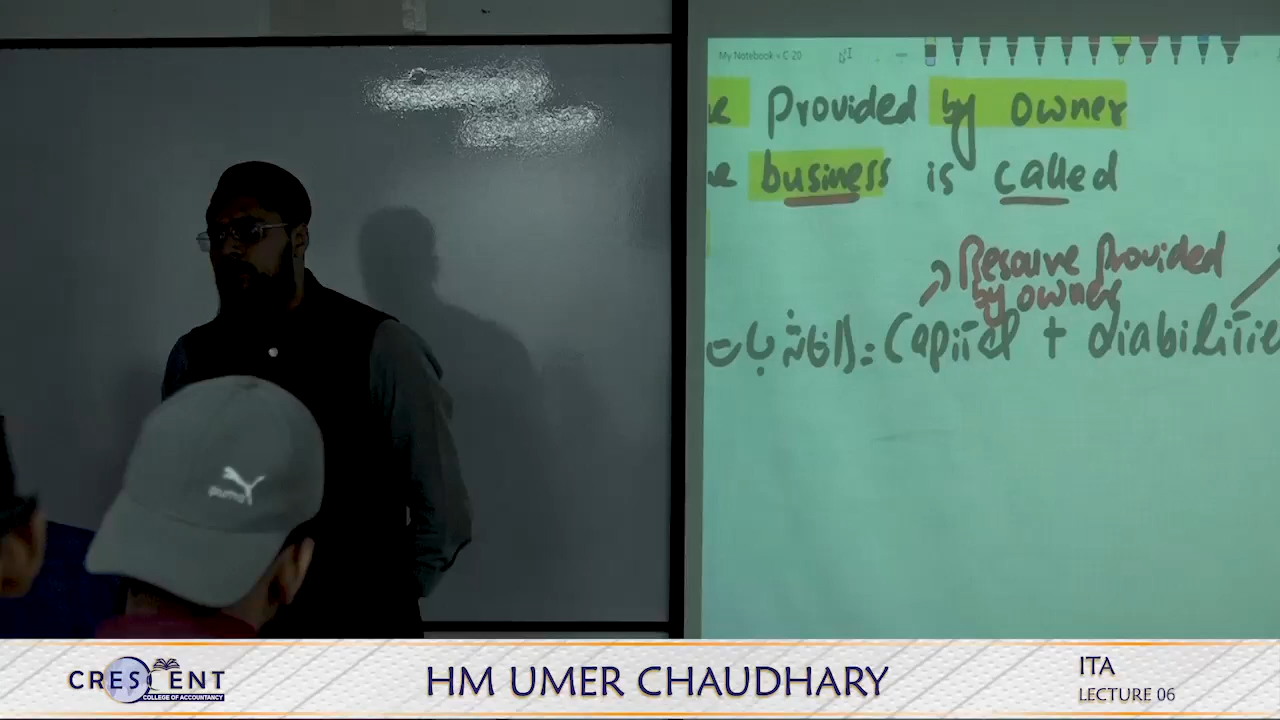 My Notebook v C 20
Provided by owner
business is called
Resource Provided
by owner
اثاثہ جات = Capital + Liabilitie
puma
CRESCENT
COLLEGE OF ACCOUNTANCY
HM UMER CHAUDHARY
ITA
LECTURE 06